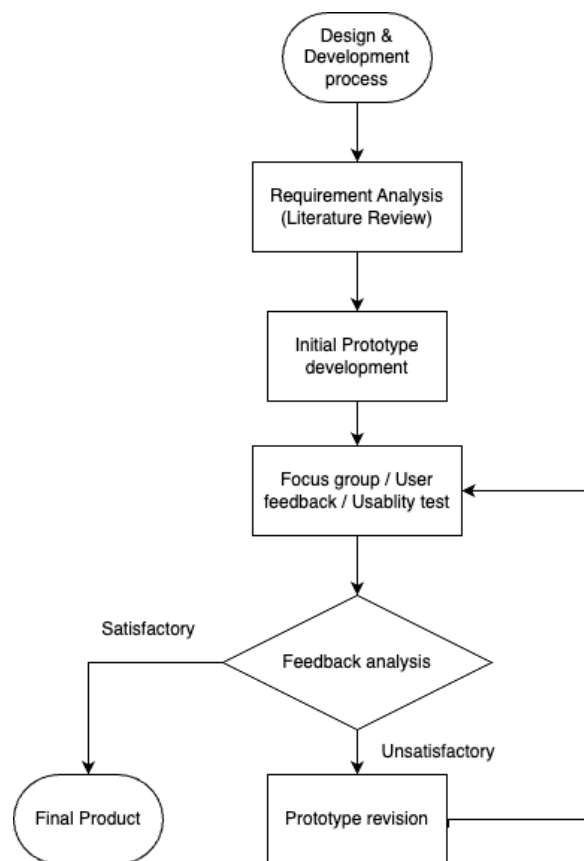 Design &
Development
process
Requirement Analysis
(Literature Review)
Initial Prototype
development
Focus group / User
feedback / Usablity test
Satisfactory
Feedback analysis
Unsatisfactory
Final Product
Prototype revision